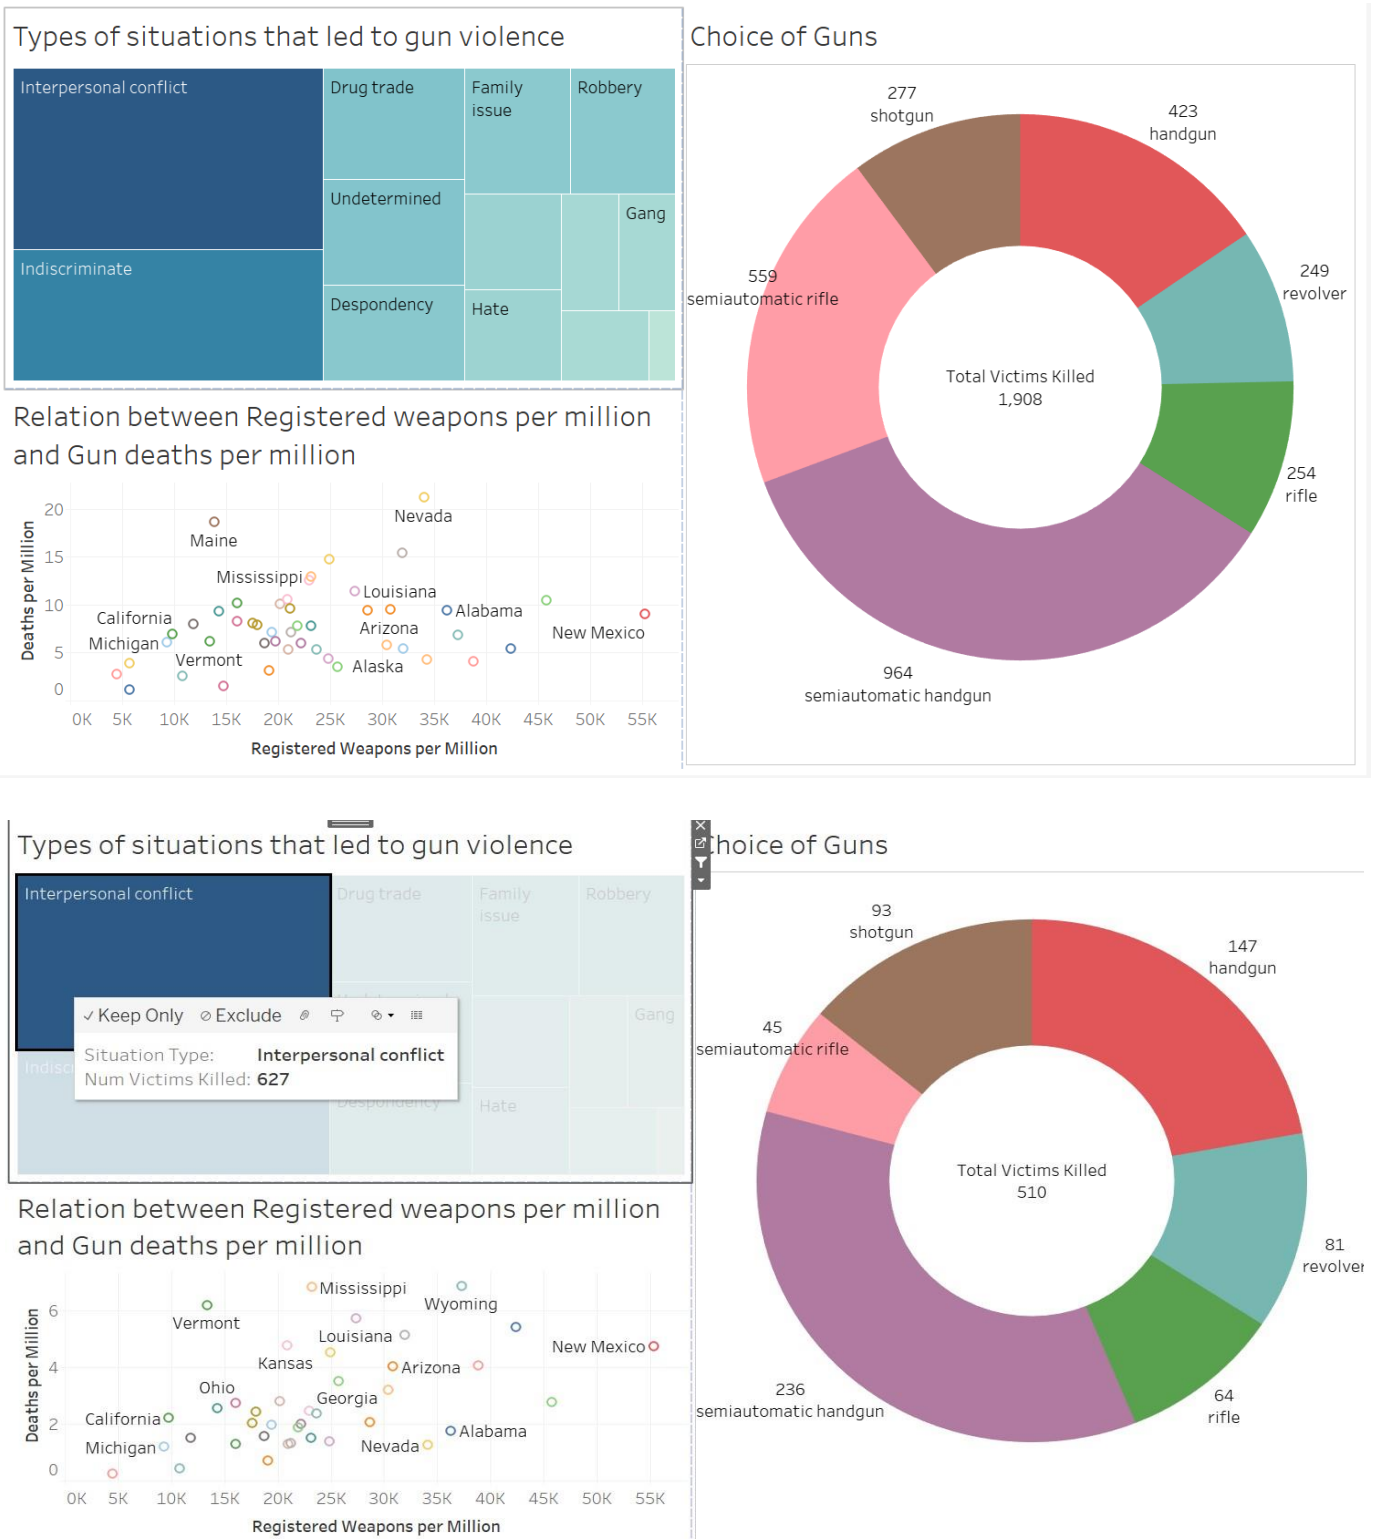 Types of situations that led to gun violence
Interpersonal conflict
Drug trade
Family
issue
Robbery
Undetermined
Gang
Indiscriminate
Despondency
Hate
Choice of Guns
277
shotgun
423
handgun
249
revolver
559
semiautomatic rifle
Total Victims Killed
1,908
254
rifle
964
semiautomatic handgun
Relation between Registered weapons per million
and Gun deaths per million
Deaths per Million
20
15
10
5
0
Nevada
Maine
Mississippi
Louisiana
California
Alabama
Arizona
New Mexico
Michigan
Vermont
Alaska
0K
5K
10K
15K
20K
25K
30K
35K
40K
45K
50K
55K
Registered Weapons per Million
Types of situations that led to gun violence
Interpersonal conflict
Drug trade
Family
issue
Robbery
Gang
Keep Only
Exclude
Situation Type: Interpersonal conflict
Num Victims Killed: 627
Indisc
Despondency
Hate
Choice of Guns
93
shotgun
147
handgun
45
semiautomatic rifle
Total Victims Killed
510
81
revolver
64
rifle
236
semiautomatic handgun
Relation between Registered weapons per million
and Gun deaths per million
Deaths per Million
6
4
2
0
Mississippi
Wyoming
Vermont
Louisiana
New Mexico
Kansas
Arizona
Ohio
Georgia
California
Alabama
Michigan
Nevada
0K
5K
10K
15K
20K
25K
30K
35K
40K
45K
50K
55K
Registered Weapons per Million